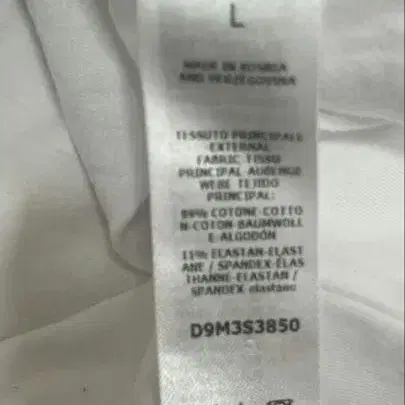 L
MADE IN BOSNIA
AND HERZEGOVINA
TESSUTO PRINCIPALE
EXTERNAL
FABRIC TISSU
PRINCIPAL AUßENGE
WEBE TEJIDO
PRINCIPAL:
89% COTONE-COTTO
N-COTON-BAUMWOLL
E-ALGODÓN
11% ELASTAN-ELAST
ANE / SPANDEX-ÉLAS
THANNE-ELASTAN /
SPANDEX elastano
D9M3S3850